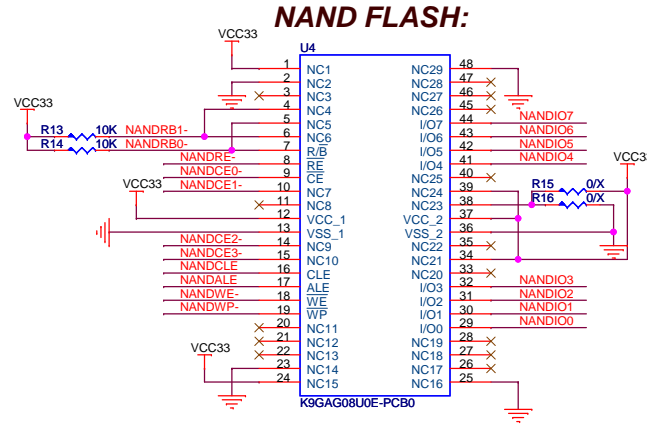 NAND FLASH:
VCC33
U4
1 NC1 NC29 48
2 NC2 NC28 47
3 NC3 NC27 46
4 NC4 NC26 45
VCC33
5 NC5 I/O7 44 NANDIO7
R13 10K NANDRB1- 6 NC6 I/O6 43 NANDIO6
R14 10K NANDRB0- 7 R/B I/O5 42 NANDIO5
NANDRE- 8 RE I/O4 41 NANDIO4
NANDCE0- 9 CE NC25 40
VCC33
NANDCE1- 10 NC7 NC24 39 R15 0/X
VCC33
11 NC8 NC23 38 R16 0/X
12 VCC_1 VCC_2 37
13 VSS_1 VSS_2 36
NANDCE2- 14 NC9 NC22 35
NANDCE3- 15 NC10 NC21 34
NANDCLE 16 CLE NC20 33
NANDALE 17 ALE I/O3 32 NANDIO3
NANDWE- 18 WE I/O2 31 NANDIO2
NANDWP- 19 WP I/O1 30 NANDIO1
20 NC11 I/O0 29 NANDIO0
21 NC12 NC19 28
22 NC13 NC18 27
VCC33
23 NC14 NC17 26
24 NC15 NC16 25
K9GAG08U0E-PCB0